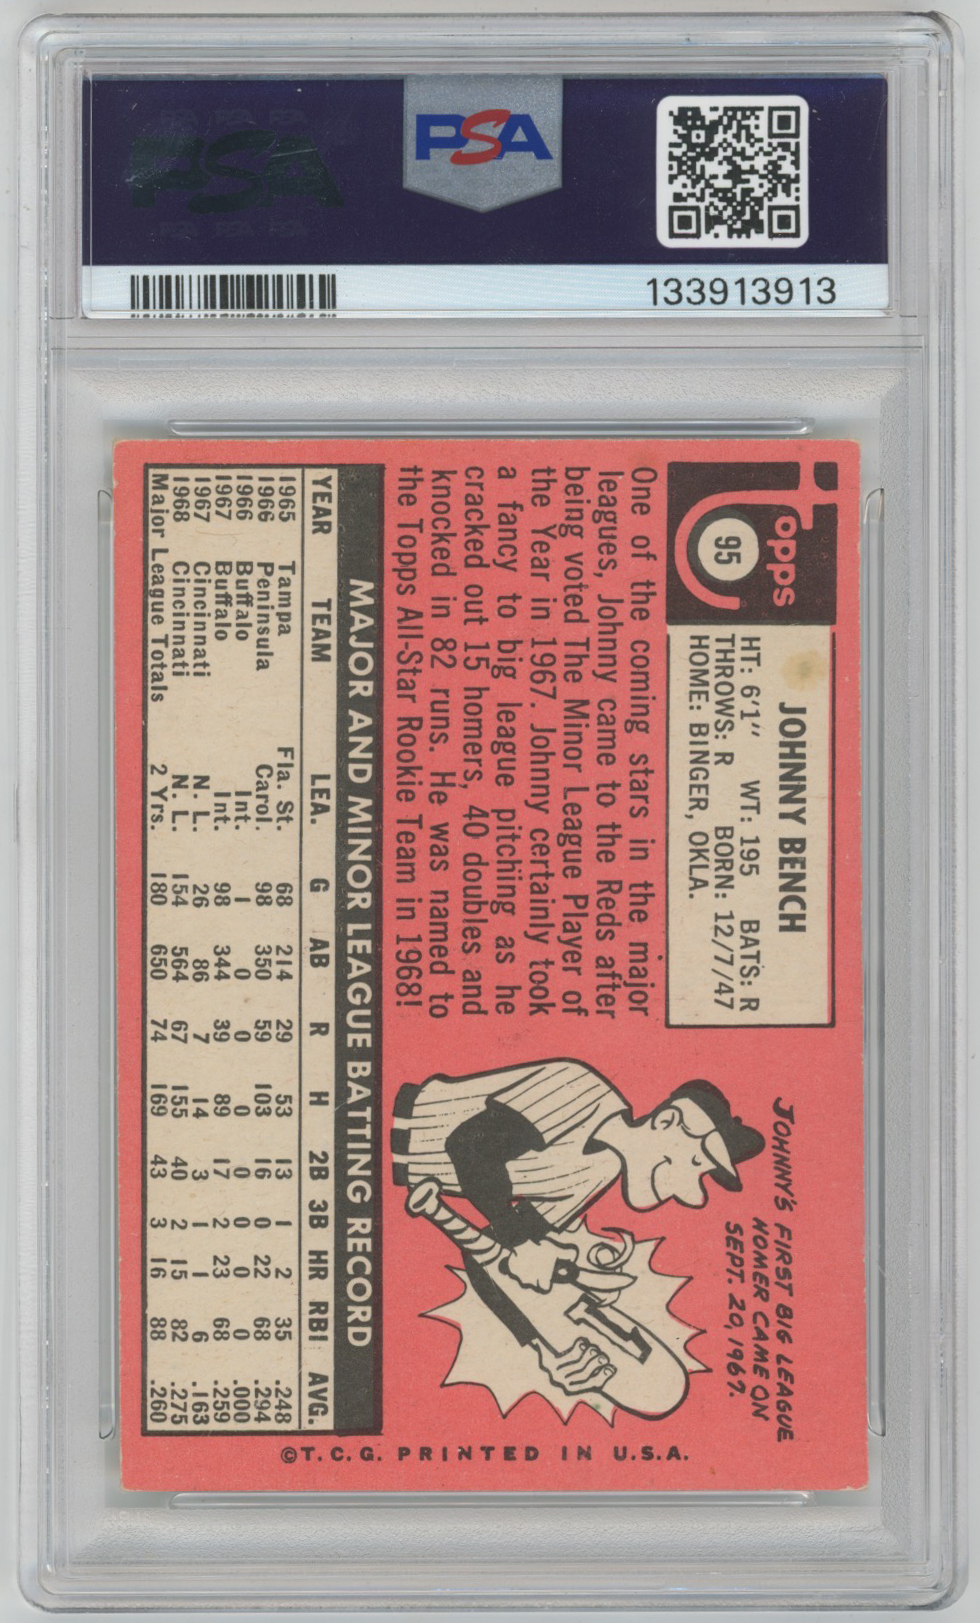 PSA
PSA
133913913
Topps
95
JOHNNY BENCH
HT: 6'1" WT: 195 BATS: R
THROWS: R BORN: 12/7/47
HOME: BINGER, OKLA.
One of the coming stars in the major
leagues, Johnny came to the Reds after
being voted The Minor League Player of
the Year in 1967. Johnny certainly took
a fancy to big league pitching as he
cracked out 15 homers, 40 doubles and
knocked in 82 runs. He was named to
the Topps All-Star Rookie Team in 1968!
JOHNNY'S FIRST BIG LEAGUE
HOMER CAME ON
SEPT. 20, 1967.
1
MAJOR AND MINOR LEAGUE BATTING RECORD
YEAR TEAM LEA. G AB R H 2B 3B HR RBI AVG.
1965 Tampa Fla. St. 68 214 29 53 13 1 2 35 .248
1966 Peninsula Carol. 98 350 59 103 16 0 22 68 .294
1966 Buffalo Int. 1 0 0 0 0 0 0 0 .000
1967 Buffalo Int. 98 344 39 89 17 2 23 68 .259
1967 Cincinnati N. L. 26 86 7 14 3 1 1 6 .163
1968 Cincinnati N. L. 154 564 67 155 40 2 15 82 .275
Major League Totals 2 Yrs. 180 650 74 169 43 3 16 88 .260
©T.C.G. PRINTED IN U.S.A.